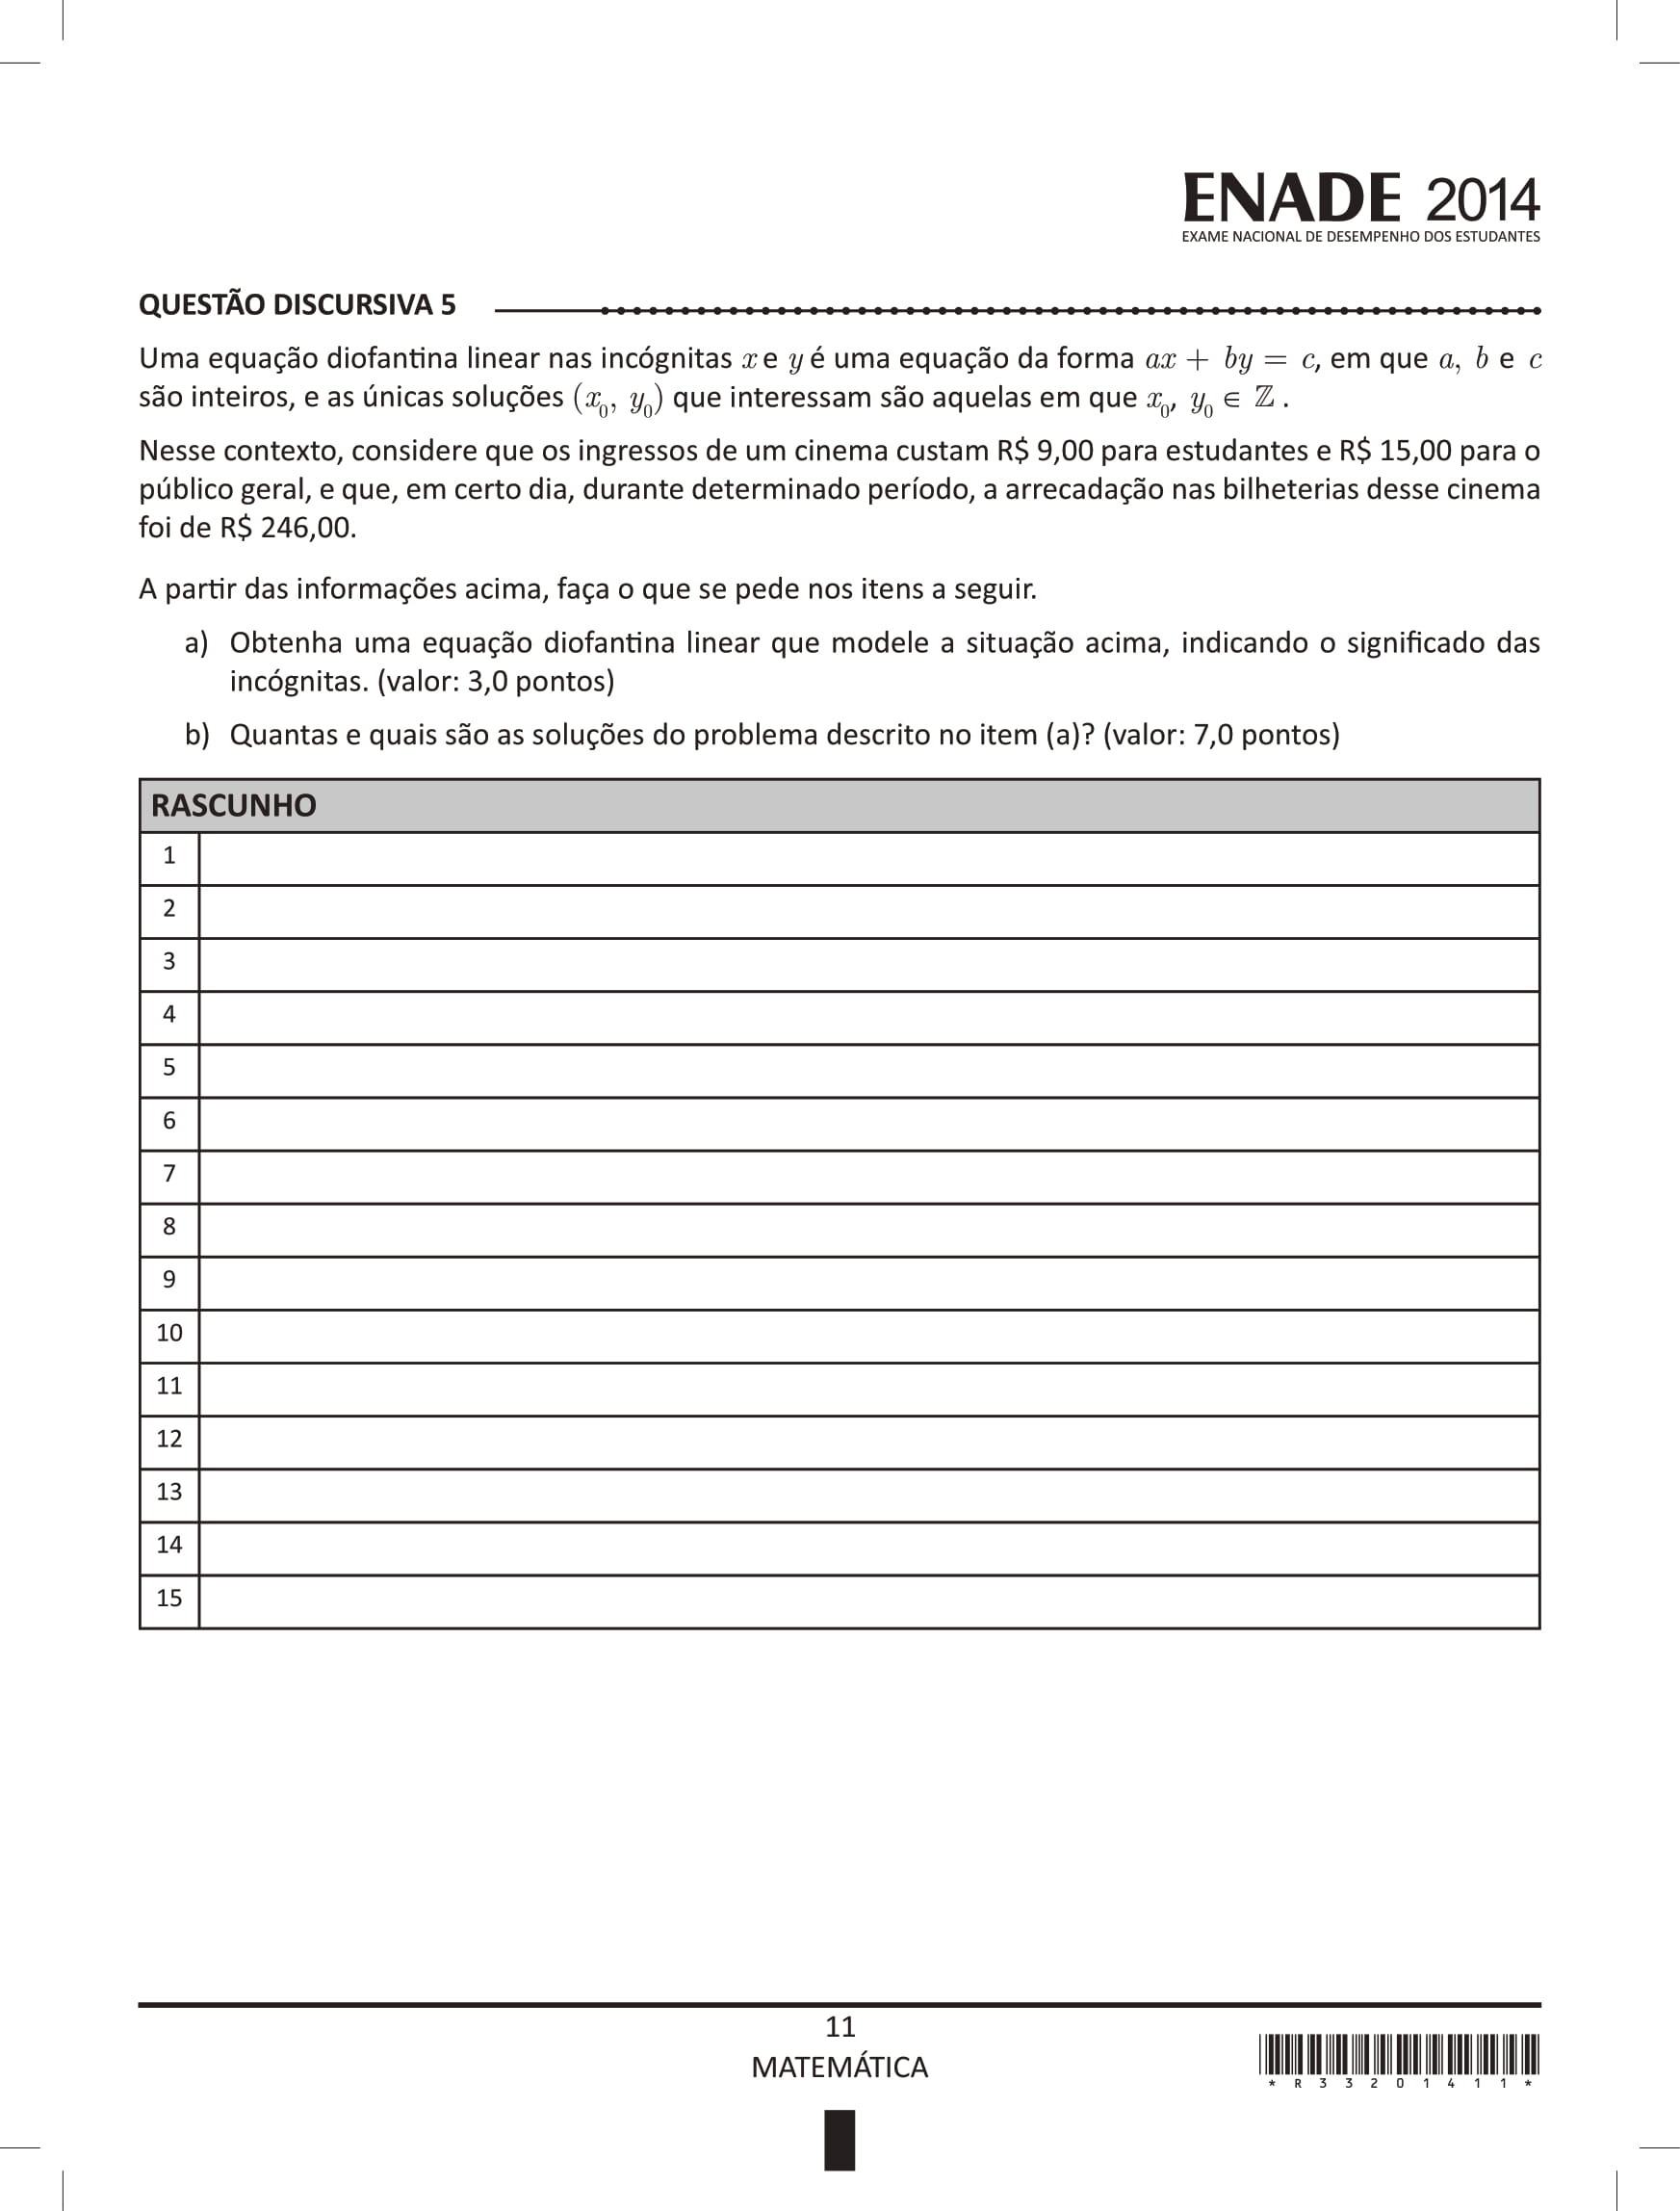 ENADE 2014
EXAME NACIONAL DE DESEMPENHO DOS ESTUDANTES
QUESTÃO DISCURSIVA 5
Uma equação diofantina linear nas incógnitas x e y é uma equação da forma ax + by = c, em que a, b e c
são inteiros, e as únicas soluções (x₀, y₀) que interessam são aquelas em que x₀, y₀ ∈ ℤ.
Nesse contexto, considere que os ingressos de um cinema custam R$ 9,00 para estudantes e R$ 15,00 para o
público geral, e que, em certo dia, durante determinado período, a arrecadação nas bilheterias desse cinema
foi de R$ 246,00.
A partir das informações acima, faça o que se pede nos itens a seguir.
a) Obtenha uma equação diofantina linear que modele a situação acima, indicando o significado das
incógnitas. (valor: 3,0 pontos)
b) Quantas e quais são as soluções do problema descrito no item (a)? (valor: 7,0 pontos)
RASCUNHO
1
2
3
4
5
6
7
8
9
10
11
12
13
14
15
11
MATEMÁTICA
* R 3 3 2 0 1 4 1 1 *